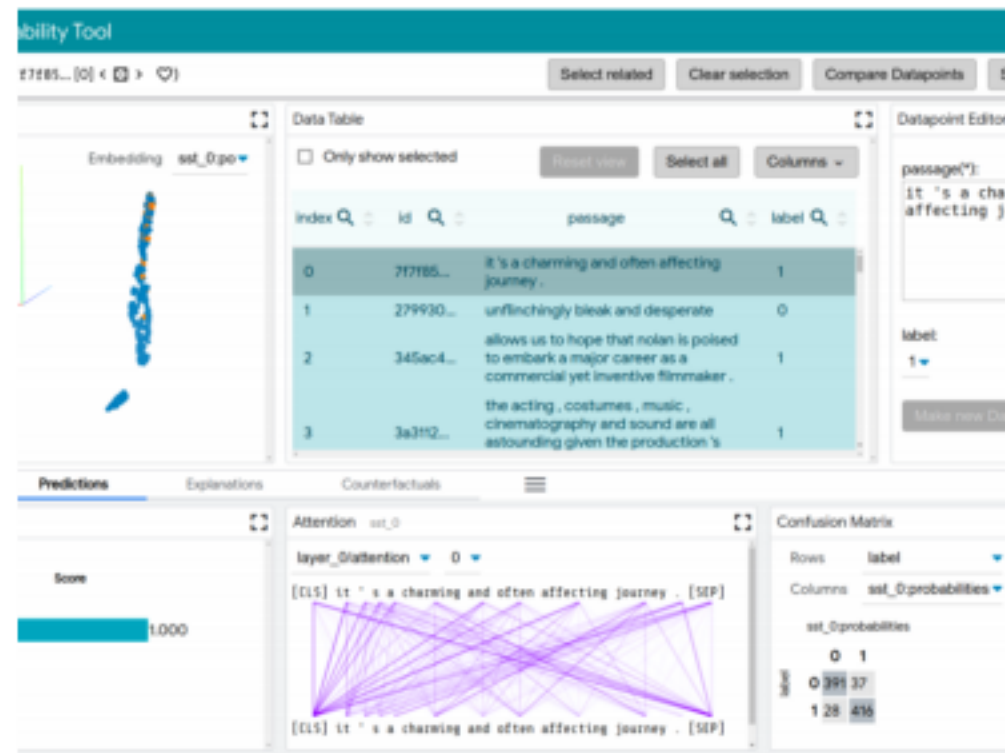 bility Tool
f7f85... [0]
Select related
Clear selection
Compare Datapoints
S
Data Table
Datapoint Editor
Embedding sst_0:po
Only show selected
Reset view
Select all
Columns
index id passage label
0 7f7f85... it 's a charming and often affecting
journey . 1
1 279930... unflinchingly bleak and desperate 0
2 345ac4... allows us to hope that nolan is poised
to embark a major career as a
commercial yet inventive filmmaker . 1
3 3a3112... the acting , costumes , music ,
cinematography and sound are all
astounding given the production 's 1
passage(*):
it 's a cha
affecting j
label:
1
Make new Da
Predictions
Explanations
Counterfactuals
Score
1.000
Attention sst_0
layer_0/attention 0
[CLS] it ' s a charming and often affecting journey . [SEP]
[CLS] it ' s a charming and often affecting journey . [SEP]
Confusion Matrix
Rows label
Columns sst_0:probabilities
sst_0:probabilities
0 1
label
0 391 37
1 28 416